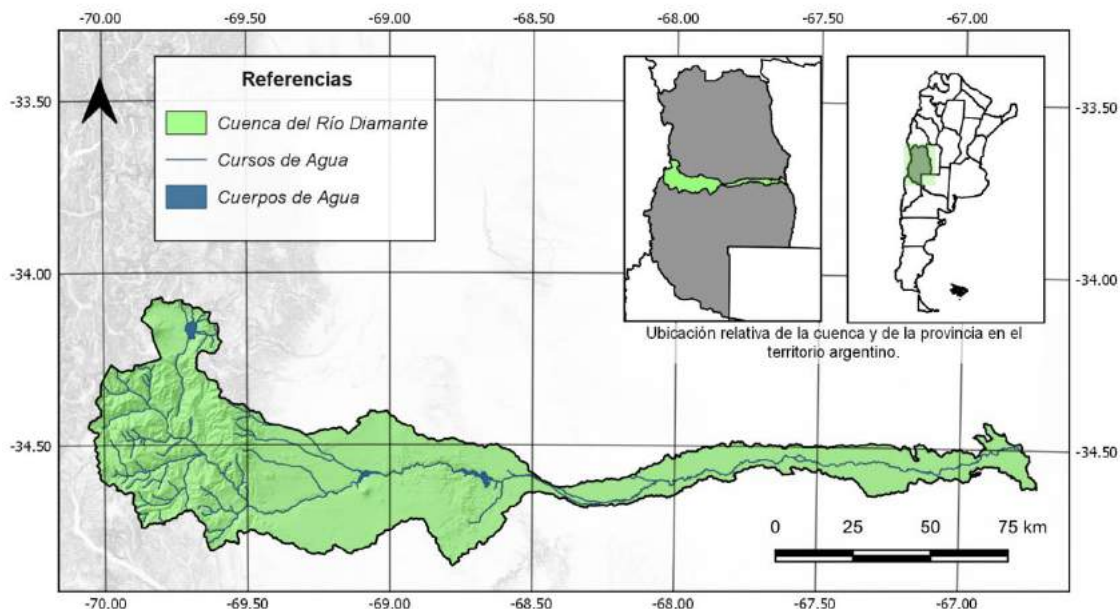 -70.00 -69.50 -69.00 -68.50 -68.00 -67.50 -67.00
-33.50 -33.50
-34.00 -34.00
-34.50 -34.50
Referencias
Cuenca del Río Diamante
Cursos de Agua
Cuerpos de Agua
Ubicación relativa de la cuenca y de la provincia en el
territorio argentino.
0 25 50 75 km
-70.00 -69.50 -69.00 -68.50 -68.00 -67.50 -67.00